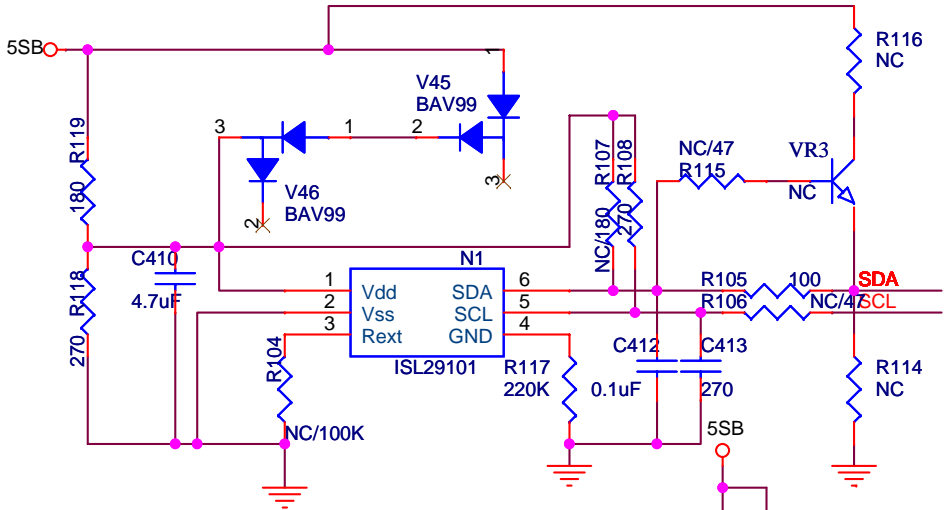 R116
NC
5SB
1
V45
BAV99
R119
180
3
1
2
R107
NC/180
R108
270
NC/47
R115
VR3
NC
3
V46
BAV99
2
C410
4.7uF
N1
R118
270
1
Vdd
SDA
6
2
Vss
SCL
5
3
Rext
GND
4
ISL29101
R105
100
SDA
R106
NC/47
SCL
R104
NC/100K
R117
220K
C412
0.1uF
C413
270
R114
NC
5SB